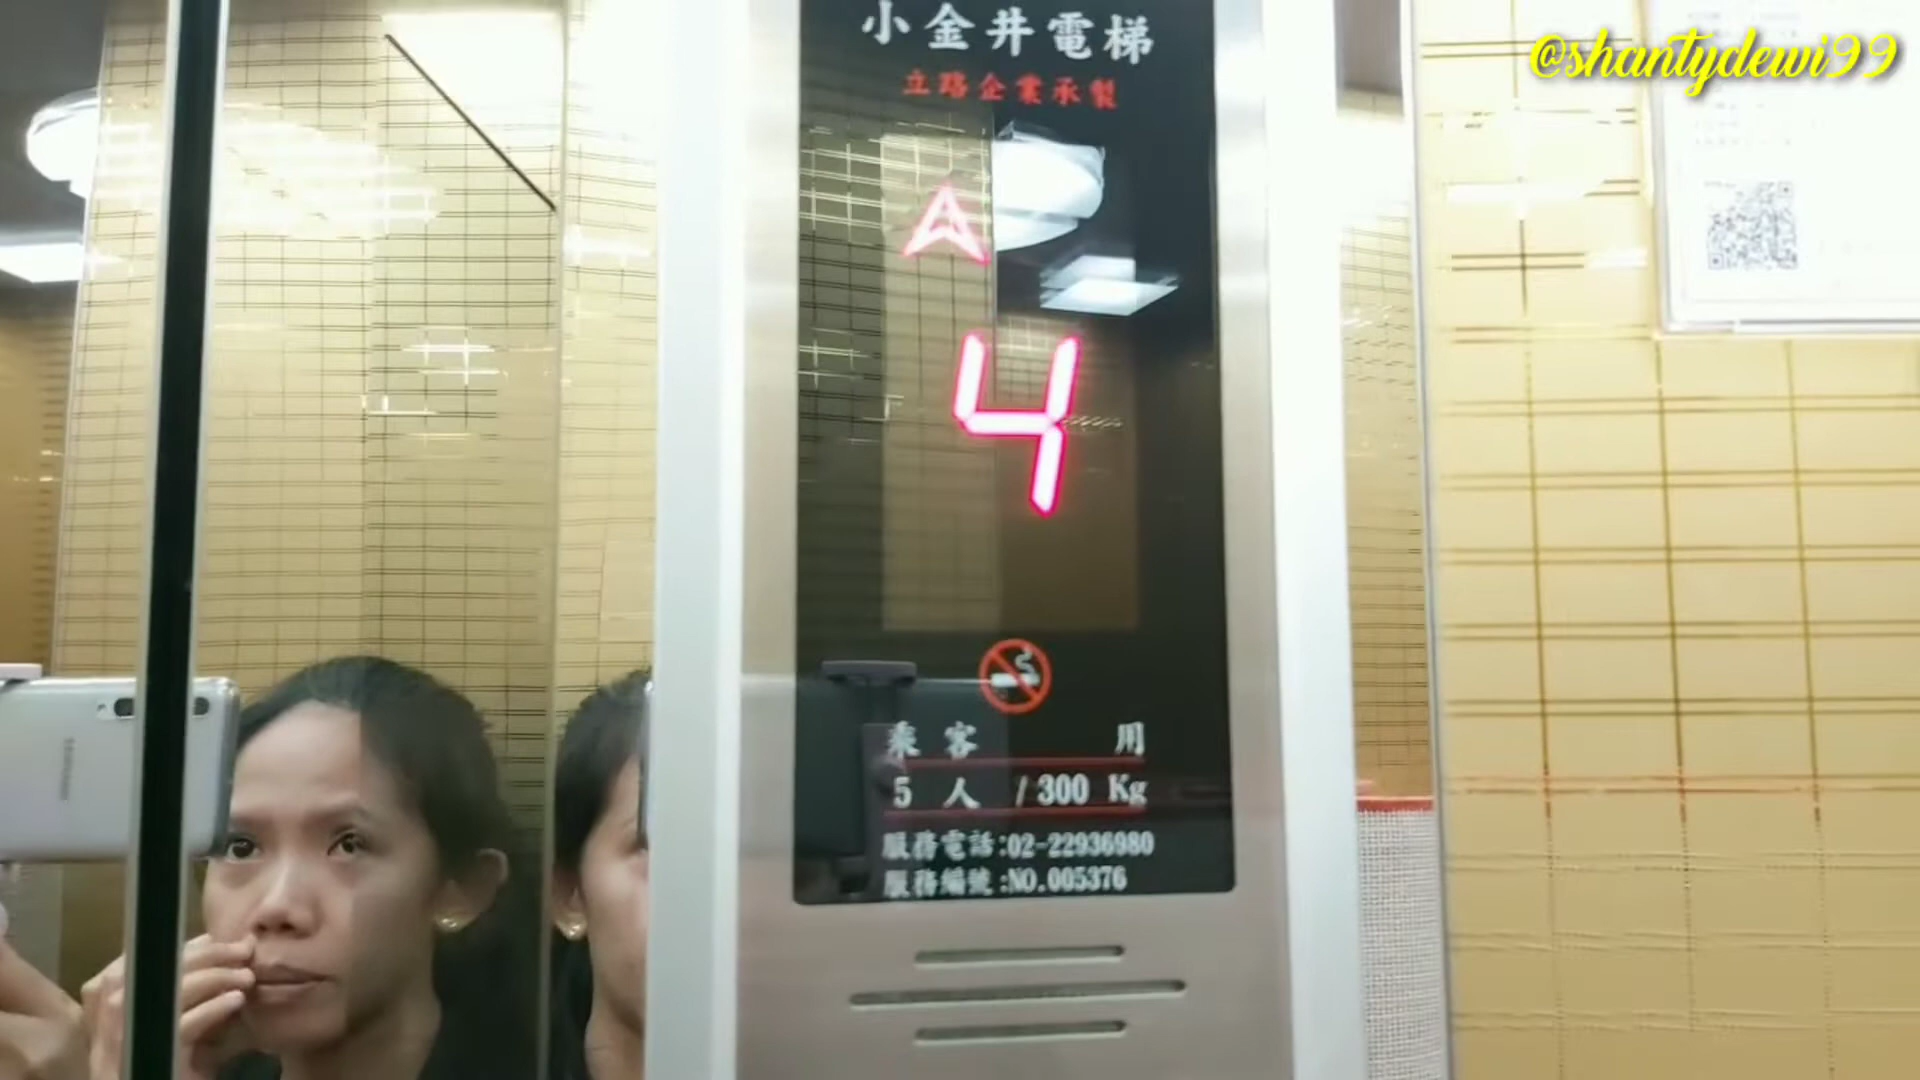 @shantydewi99
小金井電梯
立路企業承製
4
乘客 用
5 人 /300 Kg
服務電話:02-22936980
服務編號:NO.005376